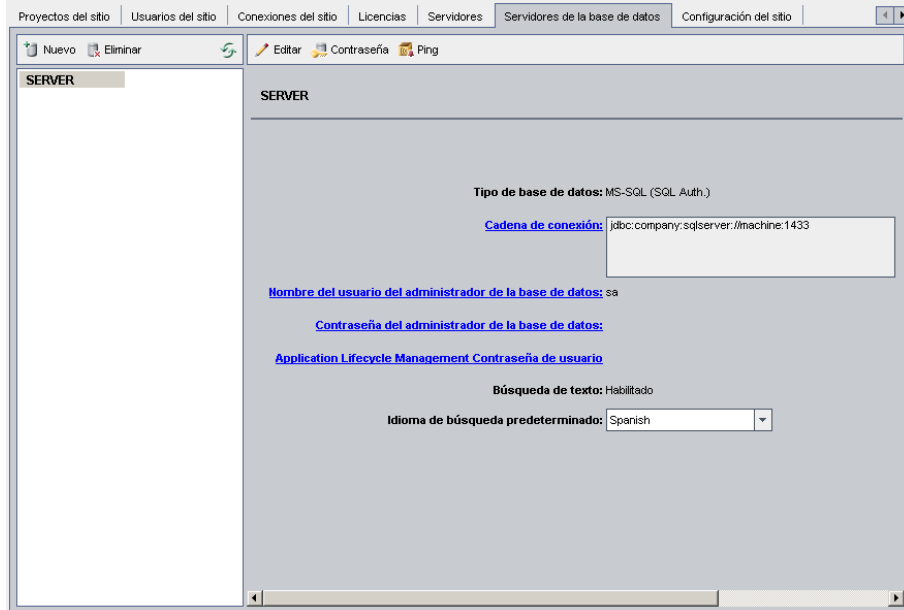 Proyectos del sitio Usuarios del sitio Conexiones del sitio Licencias Servidores Servidores de la base de datos Configuración del sitio
Nuevo Eliminar Editar Contraseña Ping
SERVER
SERVER
Tipo de base de datos: MS-SQL (SQL Auth.)
Cadena de conexión: jdbc:company:sqlserver://machine:1433
Nombre del usuario del administrador de la base de datos: sa
Contraseña del administrador de la base de datos:
Application Lifecycle Management Contraseña de usuario
Búsqueda de texto: Habilitado
Idioma de búsqueda predeterminado: Spanish